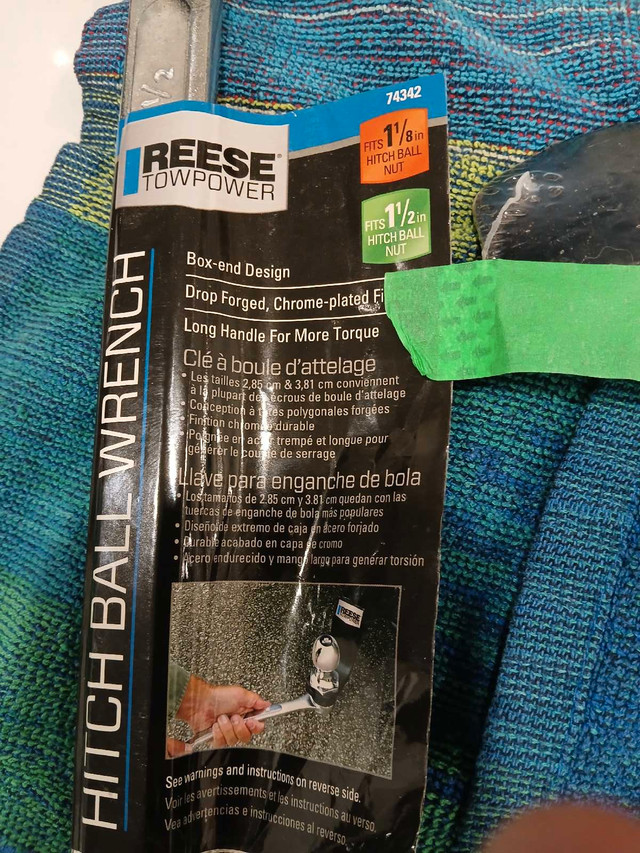 1/2
74342
REESE®
TOWPOWER
FITS 1 1/8 in
HITCH BALL
NUT
FITS 1 1/2 in
HITCH BALL
NUT
HITCH BALL WRENCH
Box-end Design
Drop Forged, Chrome-plated
Long Handle For More Torque
Clé à boule d'attelage
• Les tailles 2,85 cm & 3,81 cm conviennent
à la plupart des écrous de boule d'attelage
• Conception à têtes polygonales forgées
• Finition chromée durable
• Poignée en acier trempé et longue pour
générer le couple de serrage
Llave para enganche de bola
• Los tamaños de 2.85 cm y 3.81 cm quedan con las
tuercas de enganche de bola más populares
• Diseño de extremo de caja en acero forjado
• Durable acabado en capa de cromo
• Acero endurecido y mango largo para generar torsión
REESE
TOWPOWER
See warnings and instructions on reverse side.
Voir les avertissements et les instructions au verso.
Vea advertencias e instrucciones al reverso.